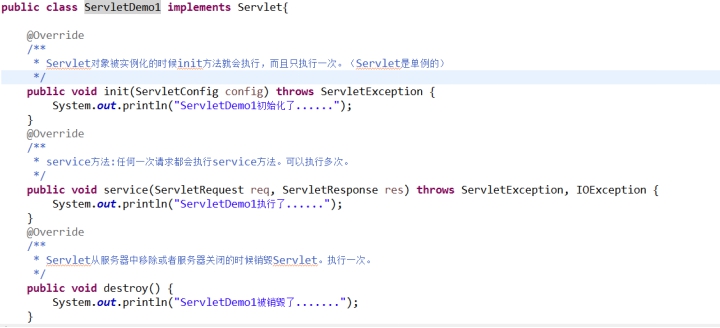 public class ServletDemo1 implements Servlet{
@Override
/**
* Servlet对象被实例化的时候init方法就会执行，而且只执行一次。（Servlet是单例的）
*/
public void init(ServletConfig config) throws ServletException {
System.out.println("ServletDemo1初始化了......");
}
@Override
/**
* service方法:任何一次请求都会执行service方法。可以执行多次。
*/
public void service(ServletRequest req, ServletResponse res) throws ServletException, IOException {
System.out.println("ServletDemo1执行了......");
}
@Override
/**
* Servlet从服务器中移除或者服务器关闭的时候销毁Servlet。执行一次。
*/
public void destroy() {
System.out.println("ServletDemo1被销毁了.......");
}